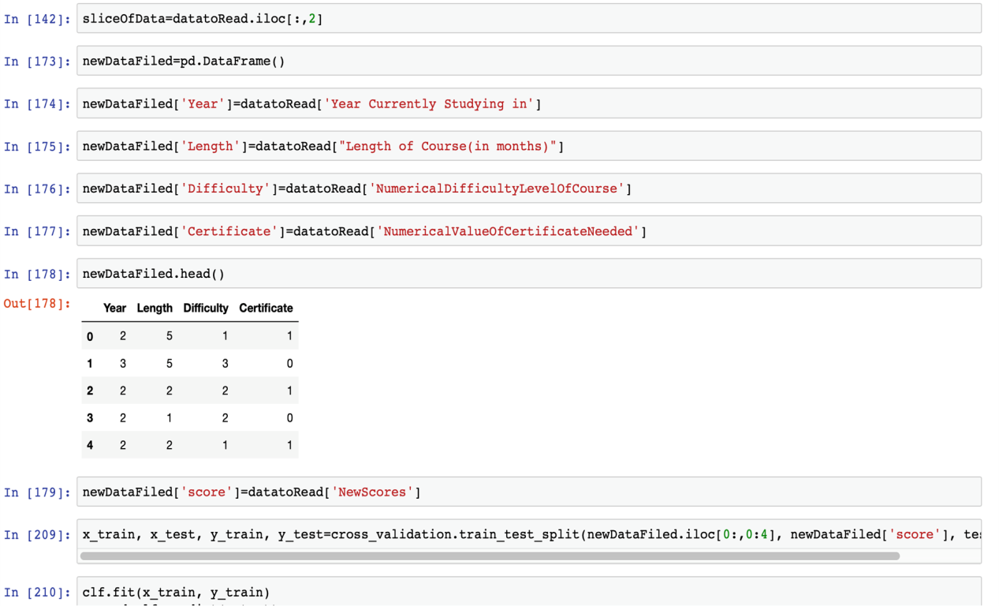 In [142]: sliceOfData=datatoRead.iloc[:,2]
In [173]: newDataFiled=pd.DataFrame()
In [174]: newDataFiled['Year']=datatoRead['Year Currently Studying in']
In [175]: newDataFiled['Length']=datatoRead["Length of Course(in months)"]
In [176]: newDataFiled['Difficulty']=datatoRead['NumericalDifficultyLevelOfCourse']
In [177]: newDataFiled['Certificate']=datatoRead['NumericalValueOfCertificateNeeded']
In [178]: newDataFiled.head()
Out[178]:
Year Length Difficulty Certificate
0 2 5 1 1
1 3 5 3 0
2 2 2 2 1
3 2 1 2 0
4 2 2 1 1
In [179]: newDataFiled['score']=datatoRead['NewScores']
In [209]: x_train, x_test, y_train, y_test=cross_validation.train_test_split(newDataFiled.iloc[0:,0:4], newDataFiled['score'],
In [210]: clf.fit(x_train, y_train)